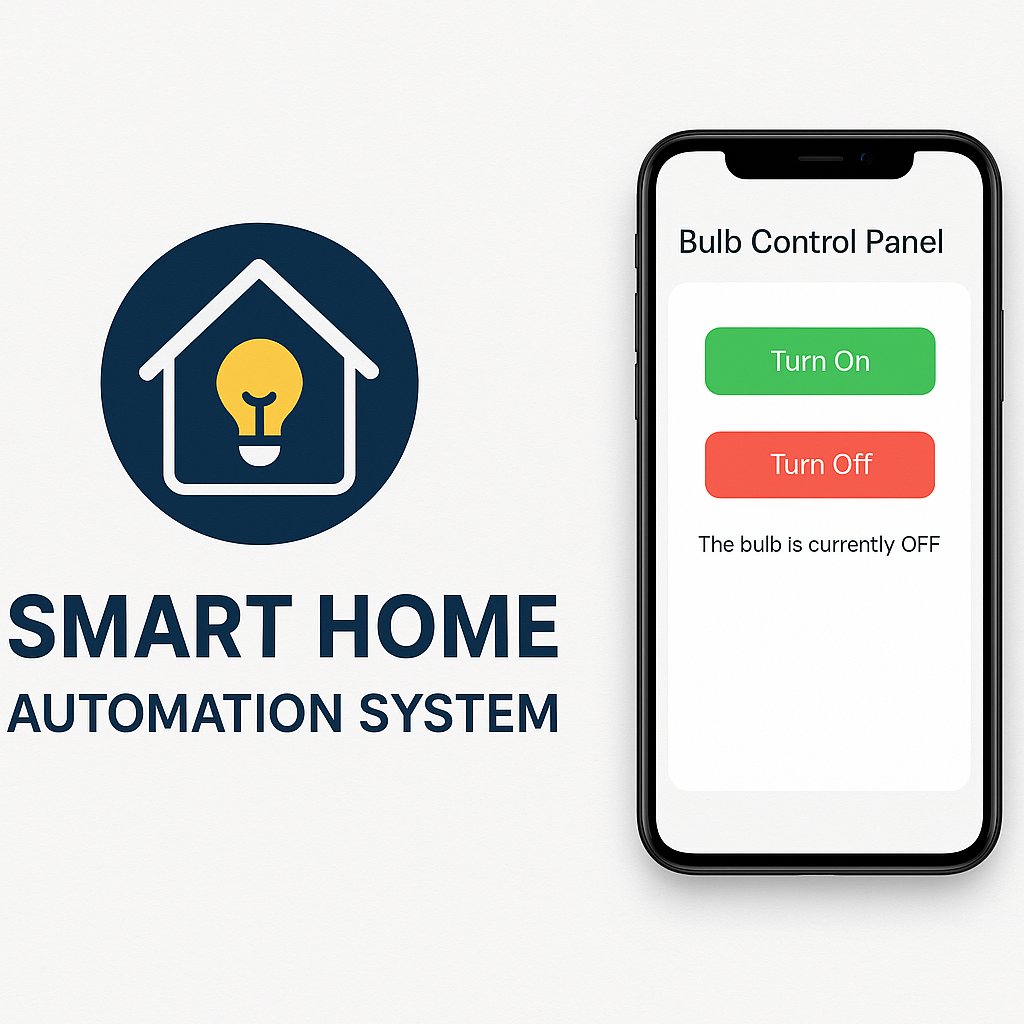 SMART HOME
AUTOMATION SYSTEM
Bulb Control Panel
Turn On
Turn Off
The bulb is currently OFF